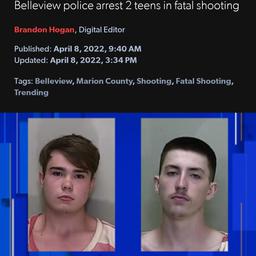 Belleview police arrest 2 teens in fatal shooting
Brandon Hogan, Digital Editor
Published: April 8, 2022, 9:40 AM
Updated: April 8, 2022, 3:34 PM
Tags: Belleview, Marion County, Shooting, Fatal Shooting,
Trending